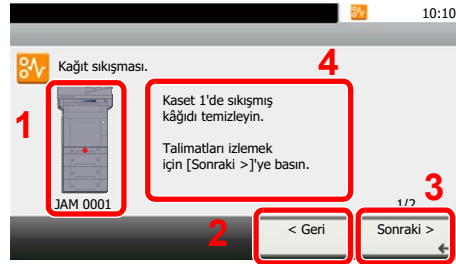 10:10
Kağıt sıkışması.
4
1
Kaset 1'de sıkışmış
kâğıdı temizleyin.
Talimatları izlemek
için [Sonraki >]'ye basın.
JAM 0001
1/2
3
2
< Geri
Sonraki >